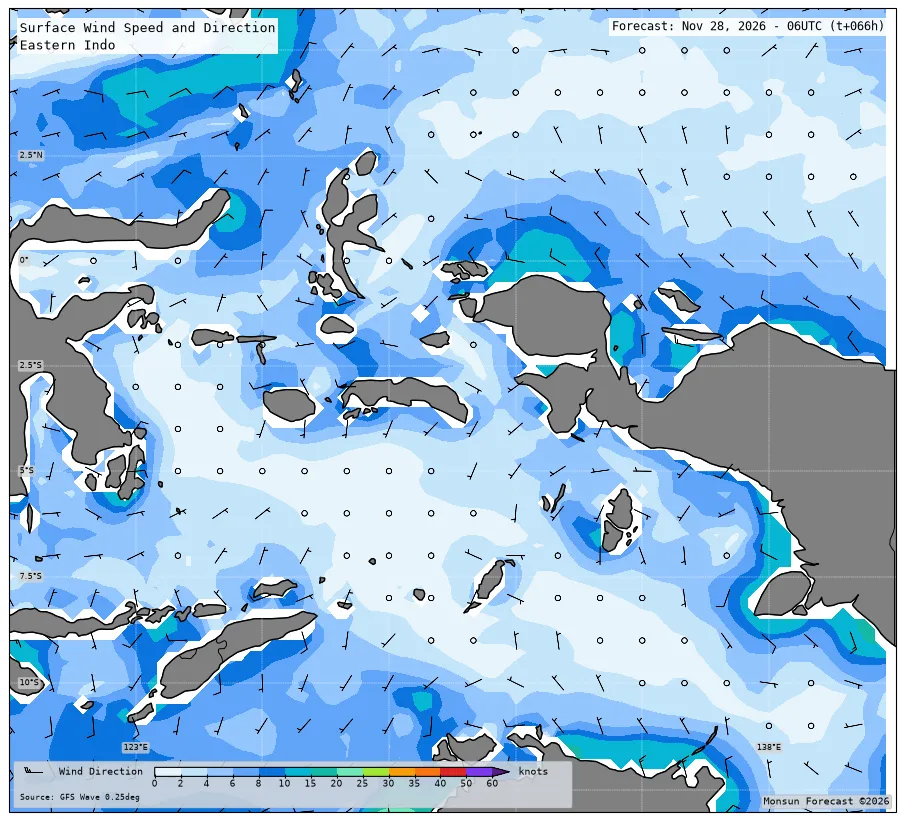 Surface Wind Speed and Direction
Eastern Indo
Forecast: Nov 28, 2026 - 06UTC (t+066h)
2.5°N
0°
2.5°S
5°S
7.5°S
10°S
123°E
138°E
Wind Direction
0 2 4 6 8 10 15 20 25 30 35 40 50 60
knots
Source: GFS Wave 0.25deg
Monsun Forecast ©2026